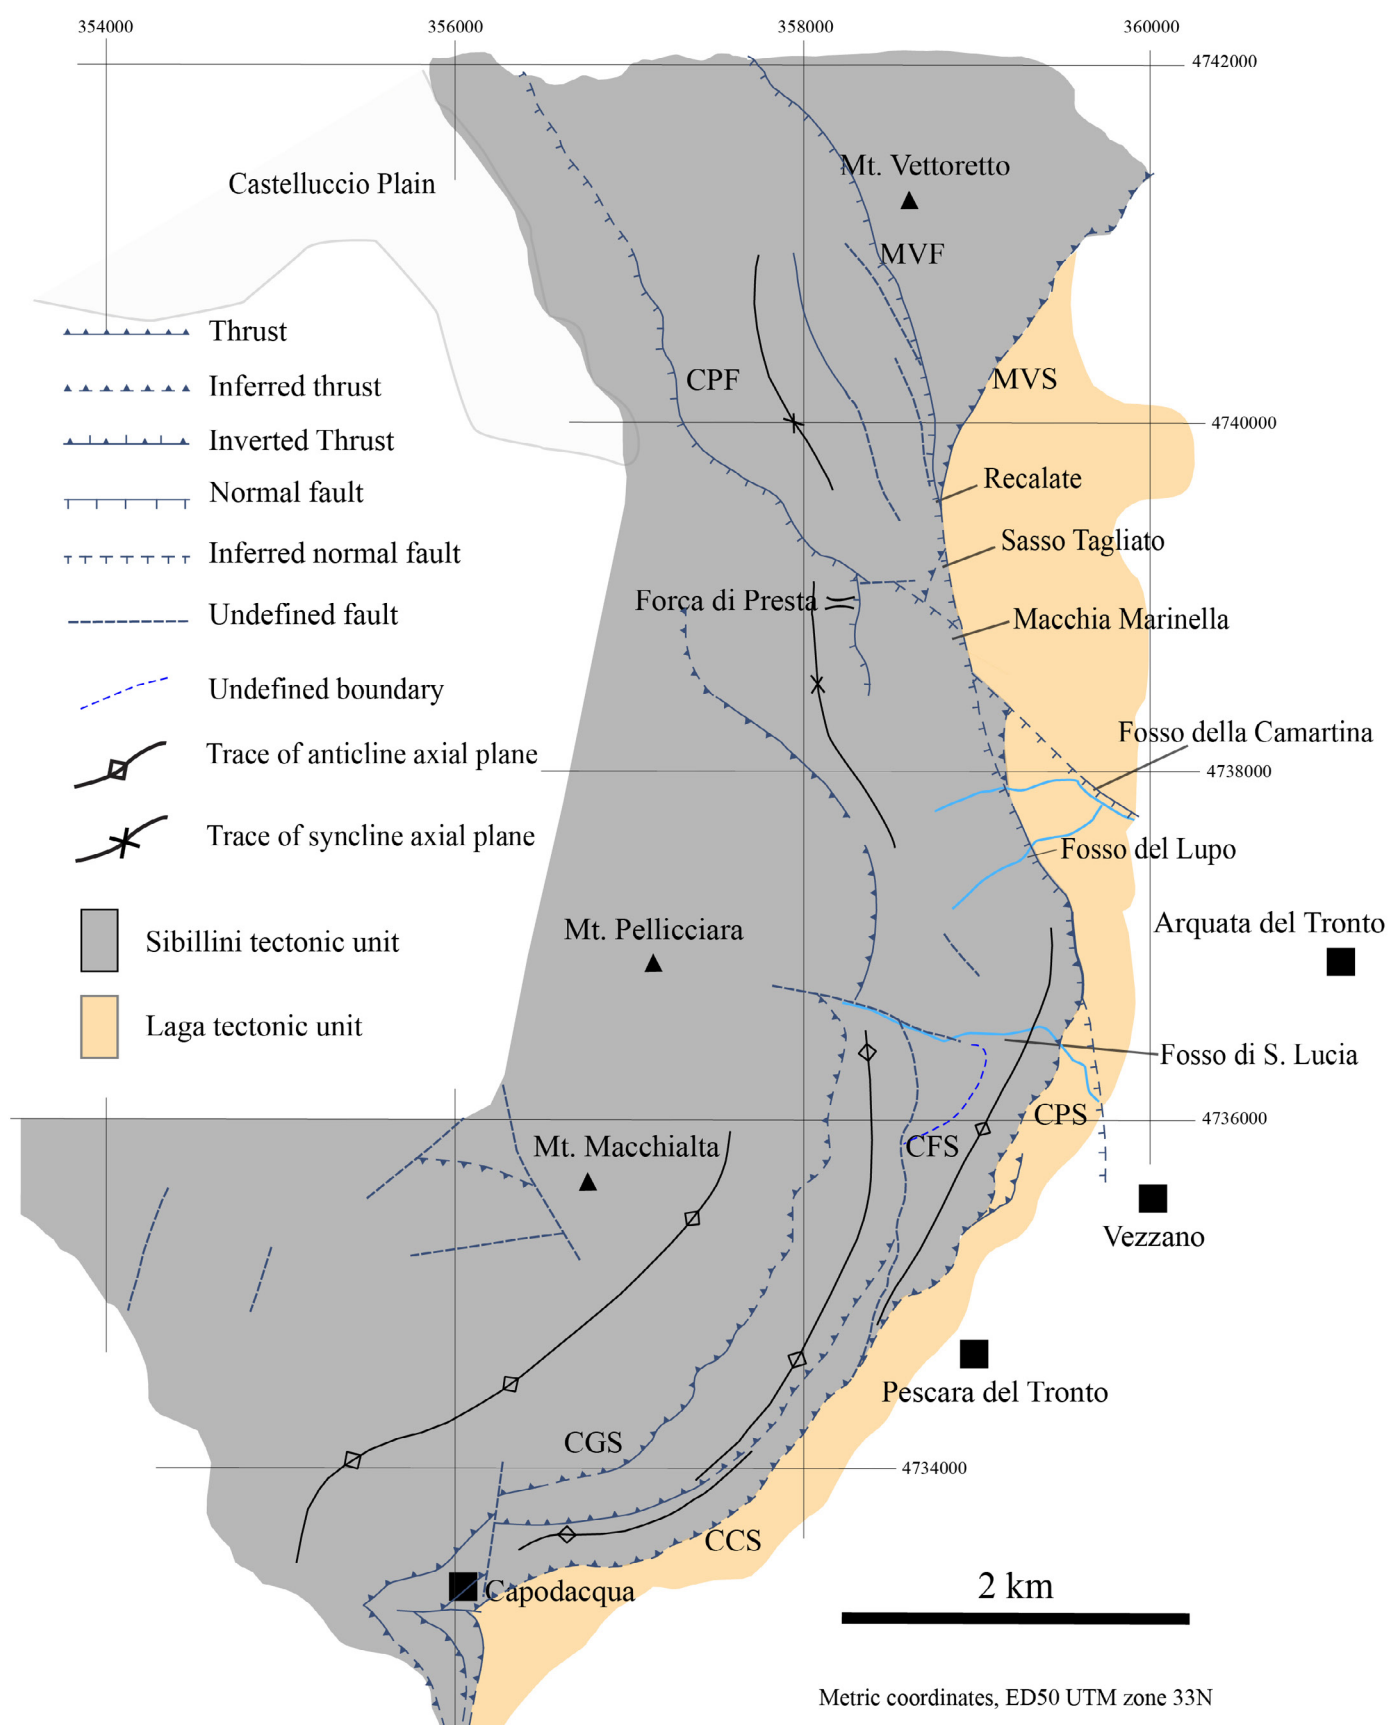 354000
356000
358000
360000
4742000
Mt. Vettoretto
Castelluccio Plain
MVF
Thrust
CPF
MVS
Inferred thrust
4740000
Inverted Thrust
Recalate
Normal fault
Sasso Tagliato
Inferred normal fault
Forca di Presta
Undefined fault
Macchia Marinella
Undefined boundary
Fosso della Camartina
Trace of anticline axial plane
4738000
Trace of syncline axial plane
Fosso del Lupo
Arquata del Tronto
Mt. Pellicciara
Sibillini tectonic unit
Laga tectonic unit
Fosso di S. Lucia
CPS
4736000
Mt. Macchialta
CFS
Vezzano
Pescara del Tronto
CGS
4734000
CCS
Capodacqua
2 km
Metric coordinates, ED50 UTM zone 33N